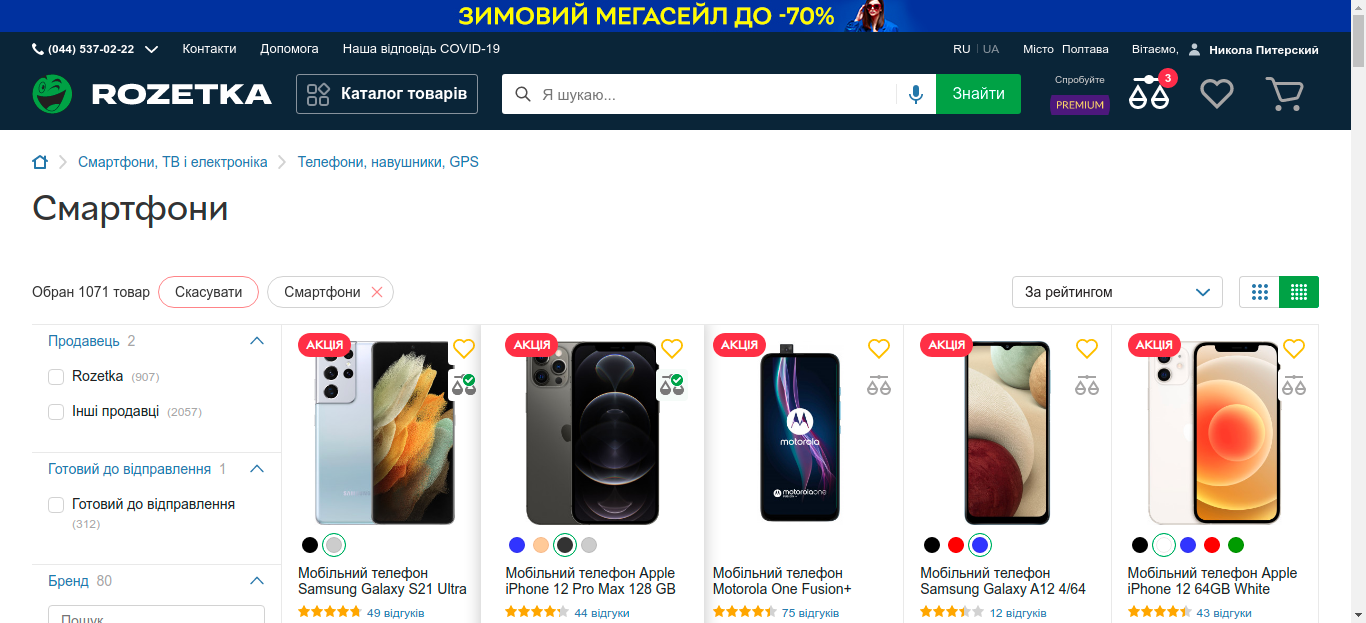 ЗИМОВИЙ МЕГАСЕЙЛ ДО -70%
(044) 537-02-22 Контакти Допомога Наша відповідь COVID-19 RU UA Місто Полтава Вітаємо, Никола Питерский
ROZETKA Каталог товарів Я шукаю... Знайти Спробуйте PREMIUM 3
Смартфони, ТВ і електроніка Телефони, навушники, GPS
Смартфони
Обран 1071 товар Скасувати Смартфони За рейтингом
Продавець 2
Rozetka (907)
Інші продавці (2057)
Готовий до відправлення 1
Готовий до відправлення
(312)
Бренд 80
Пошук
АКЦІЯ
Мобільний телефон
Samsung Galaxy S21 Ultra
49 відгуків
АКЦІЯ
Мобільний телефон Apple
iPhone 12 Pro Max 128 GB
44 відгуки
АКЦІЯ
motorola
motorolaone
Мобільний телефон
Motorola One Fusion+
75 відгуків
АКЦІЯ
Мобільний телефон
Samsung Galaxy A12 4/64
12 відгуків
АКЦІЯ
Мобільний телефон Apple
iPhone 12 64GB White
43 відгуки